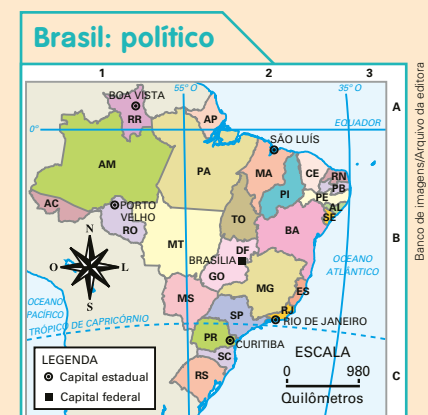 Brasil: político
1 2 3
55° O 35° O
BOA VISTA
A
RR AP
0° EQUADOR
SÃO LUÍS
AM PA MA CE RN
PB
PI PE
AC PORTO VELHO AL
SE
RO TO
MT BA B
N
BRASÍLIA DF
O L GO OCEANO ATLÂNTICO
S
MG
OCEANO PACÍFICO MS ES
SP RJ
TRÓPICO DE CAPRICÓRNIO RIO DE JANEIRO
PR CURITIBA
SC
RS C
LEGENDA
Capital estadual
Capital federal
ESCALA
0 980
Quilômetros
Banco de imagens/Arquivo da editora